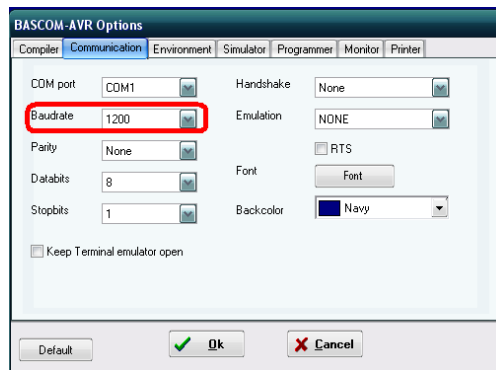 BASCOM-AVR Options
Compiler Communication Environment Simulator Programmer Monitor Printer
COM port COM1 Handshake None
Baudrate 1200 Emulation NONE
Parity None RTS
Databits 8 Font Font
Stopbits 1 Backcolor Navy
Keep Terminal emulator open
Default Ok Cancel